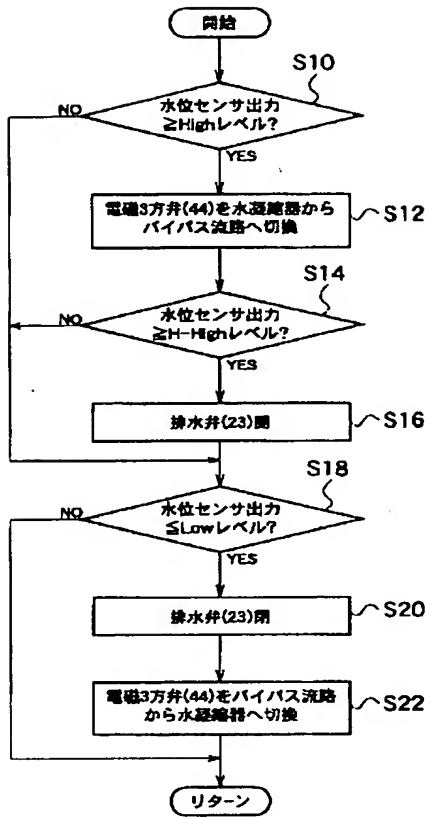 開始
S10
水位センサ出力
≧Highレベル?
NO
YES
電磁3方弁(44)を水凝縮器から
バイパス流路へ切換
S12
S14
水位センサ出力
≧H-Highレベル?
NO
YES
排水弁(23)開
S16
S18
水位センサ出力
≦Lowレベル?
NO
YES
排水弁(23)閉
S20
電磁3方弁(44)をバイパス流路
から水凝縮器へ切換
S22
リターン